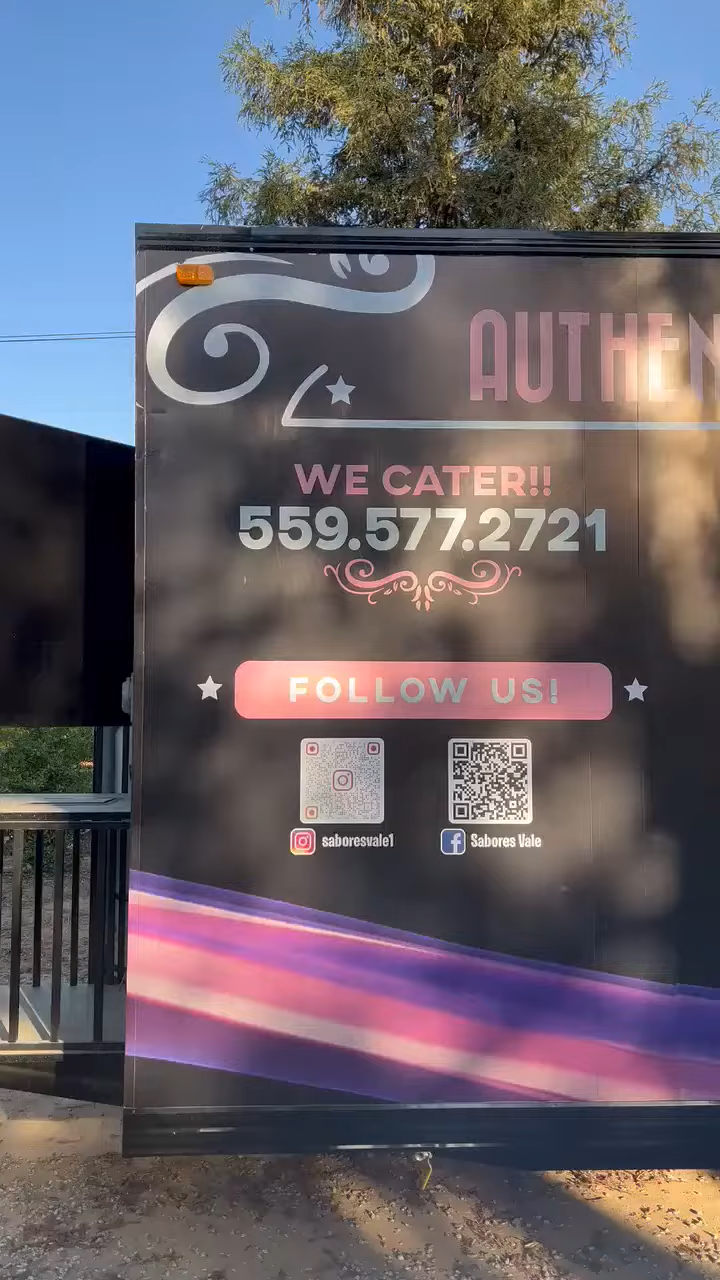 AUTHEN
WE CATER!!
559.577.2721
FOLLOW US!
saboresvale1
Sabores Vale